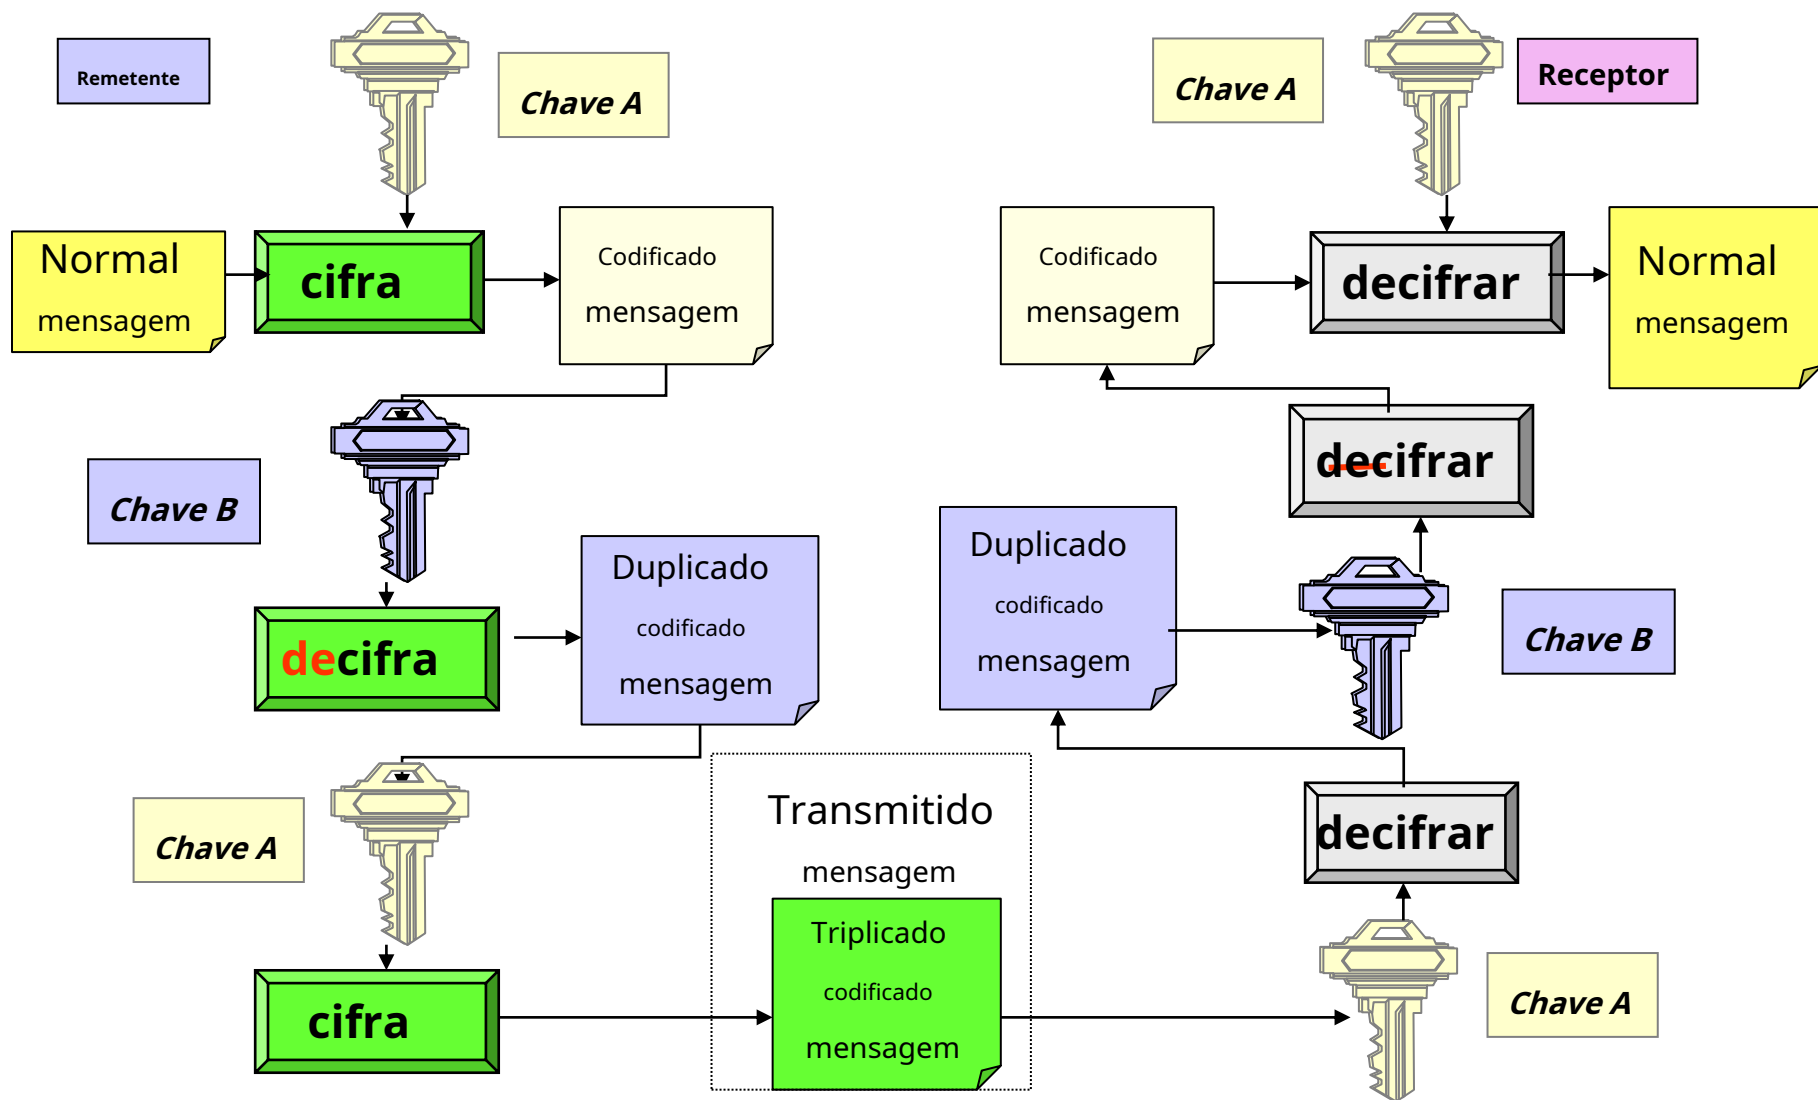 Remetente
Chave A
Chave A
Receptor
Normal
mensagem
cifra
Codificado
mensagem
Codificado
mensagem
decifrar
Normal
mensagem
Chave B
decifra
Duplicado
codificado
mensagem
Duplicado
codificado
mensagem
decifrar
Chave B
Chave A
cifra
Transmitido
mensagem
Triplicado
codificado
mensagem
decifrar
Chave A